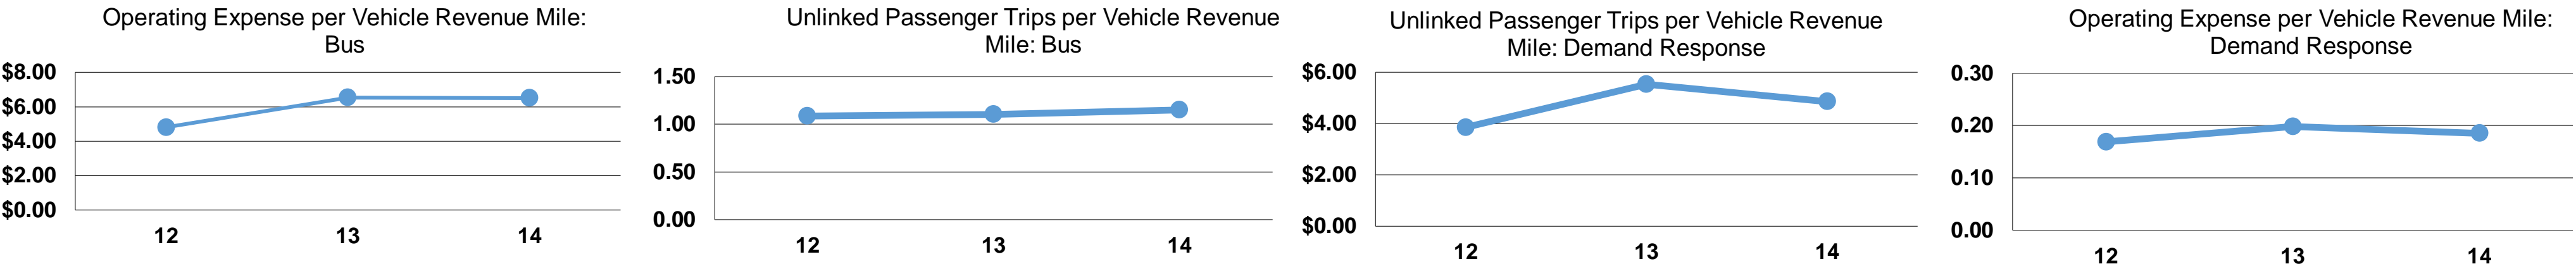 Operating Expense per Vehicle Revenue Mile:
Bus
$8.00
$6.00
$4.00
$2.00
$0.00
12 13 14
Unlinked Passenger Trips per Vehicle Revenue
Mile: Bus
1.50
1.00
0.50
0.00
12 13 14
Unlinked Passenger Trips per Vehicle Revenue
Mile: Demand Response
$6.00
$4.00
$2.00
$0.00
12 13 14
Operating Expense per Vehicle Revenue Mile:
Demand Response
0.30
0.20
0.10
0.00
12 13 14